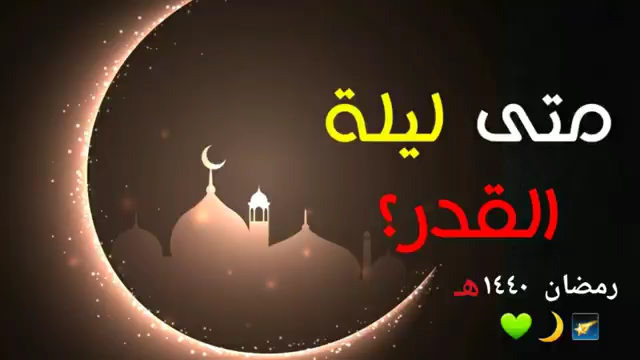 متى ليلة
القدر؟
رمضان ١٤٤٠هـ